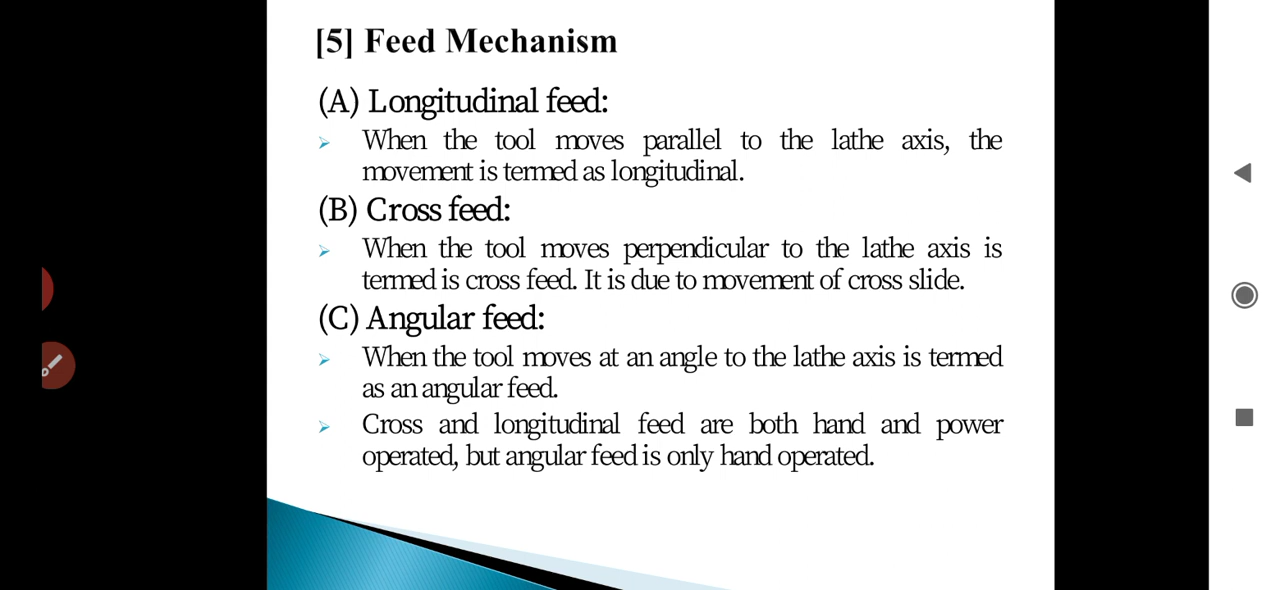 [5] Feed Mechanism
(A) Longitudinal feed:
When the tool moves parallel to the lathe axis, the
movement is termed as longitudinal.
(B) Cross feed:
When the tool moves perpendicular to the lathe axis is
termed is cross feed. It is due to movement of cross slide.
(C) Angular feed:
When the tool moves at an angle to the lathe axis is termed
as an angular feed.
Cross and longitudinal feed are both hand and power
operated, but angular feed is only hand operated.